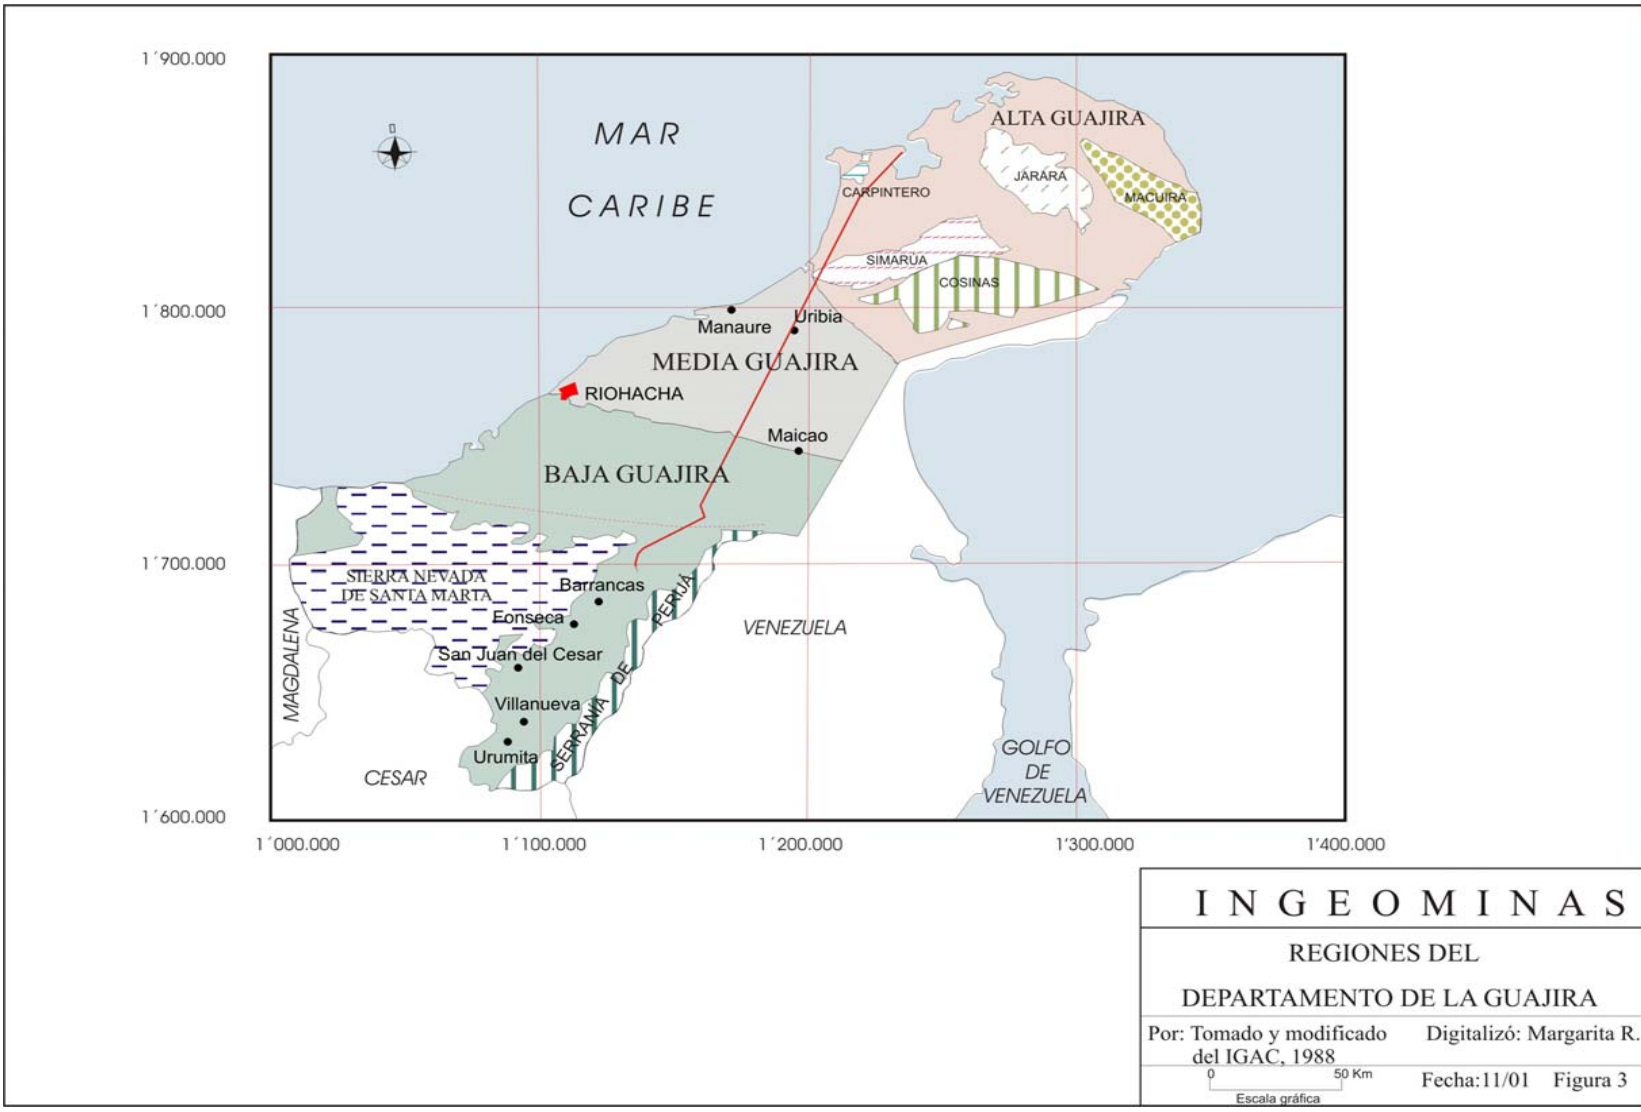 1´900.000
MAR
CARIBE
ALTA GUAJIRA
JARARA
MACUIRA
CARPINTERO
SIMARÚA
COSINAS
1´800.000
Manaure
Uribia
MEDIA GUAJIRA
RIOHACHA
Maicao
BAJA GUAJIRA
1´700.000
SIERRA NEVADA
DE SANTA MARTA
Barrancas
Fonseca
San Juan del Cesar
Villanueva
Urumita
SERRANÍA DE PERIJÁ
MAGDALENA
VENEZUELA
CESAR
GOLFO
DE
VENEZUELA
1´600.000
1´000.000
1´100.000
1´200.000
1'300.000
1´400.000
INGEOMINAS
REGIONES DEL
DEPARTAMENTO DE LA GUAJIRA
Por: Tomado y modificado
del IGAC, 1988
Digitalizó: Margarita R.
0 50 Km
Escala gráfica
Fecha:11/01 Figura 3